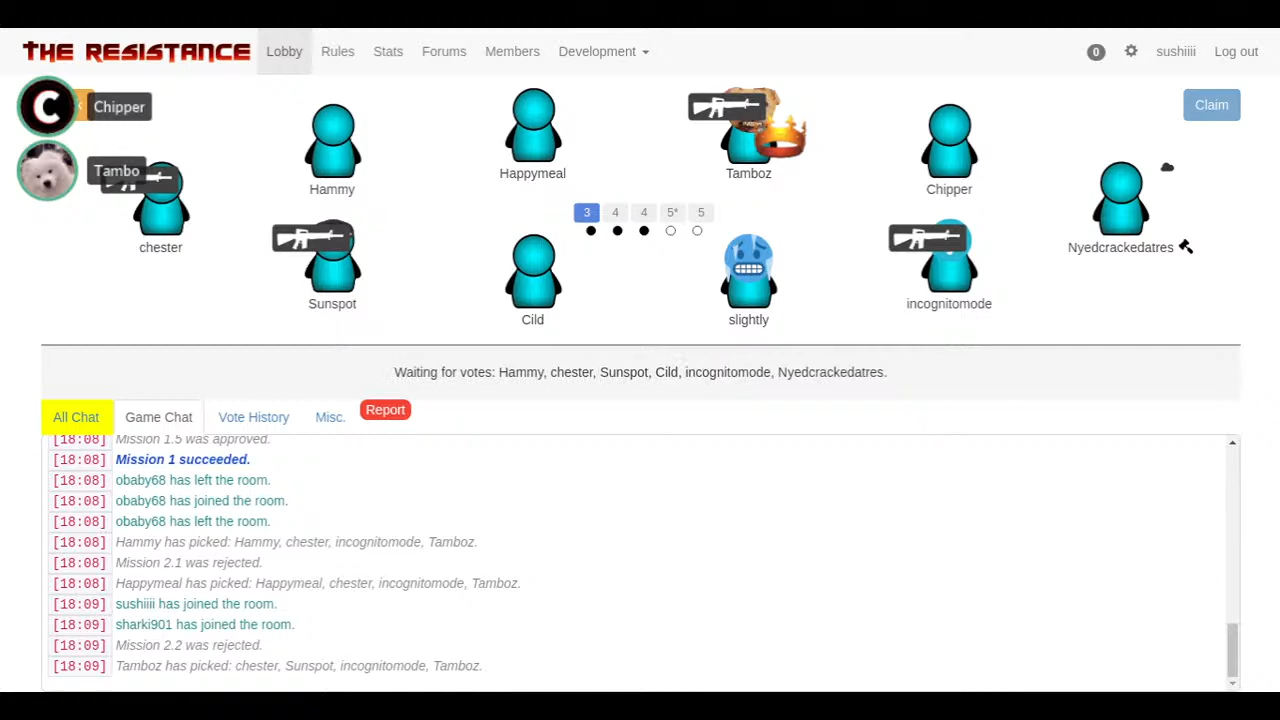 THE RESISTANCE Lobby Rules Stats Forums Members Development 0 sushiiii Log out
C Chipper Claim
Tambo
Hammy Happymeal Tamboz Chipper
chester Nyedcrackedatres
3 4 4 5* 5
Sunspot Cild slightly incognitomode
Waiting for votes: Hammy, chester, Sunspot, Cild, incognitomode, Nyedcrackedatres.
All Chat Game Chat Vote History Misc. Report
[18:08] Mission 1.5 was approved.
[18:08] Mission 1 succeeded.
[18:08] obaby68 has left the room.
[18:08] obaby68 has joined the room.
[18:08] obaby68 has left the room.
[18:08] Hammy has picked: Hammy, chester, incognitomode, Tamboz.
[18:08] Mission 2.1 was rejected.
[18:08] Happymeal has picked: Happymeal, chester, incognitomode, Tamboz.
[18:09] sushiiii has joined the room.
[18:09] sharki901 has joined the room.
[18:09] Mission 2.2 was rejected.
[18:09] Tamboz has picked: chester, Sunspot, incognitomode, Tamboz.